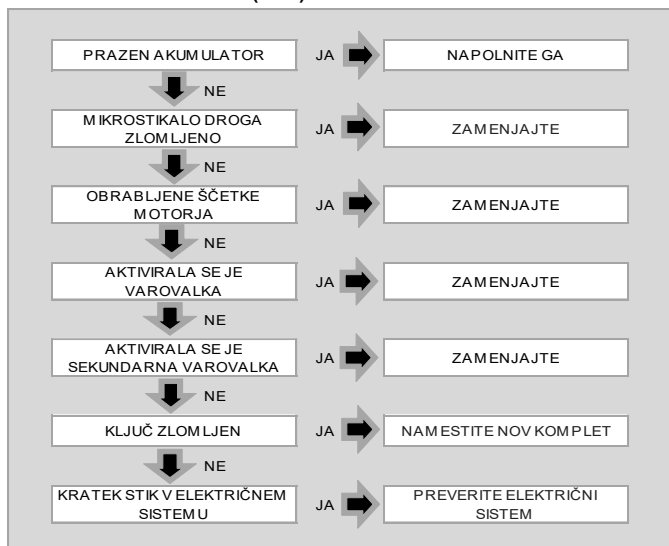 PRAZEN AKUMULATOR JA NAPOLNITE GA
NE
MIKROSTIKALO DROGA
ZLOMLJENO
JA ZAMENJAJTE
NE
OBRABLJENE ŠČETKE
MOTORJA
JA ZAMENJAJTE
NE
AKTIVIRALA SE JE
VAROVALKA
JA ZAMENJAJTE
NE
AKTIVIRALA SE JE
SEKUNDARNA VAROVALKA
JA ZAMENJAJTE
NE
KLJUČ ZLOMLJEN JA NAMESTITE NOV KOMPLET
NE
KRATEK STIK V ELEKTRIČNEM
SISTEMU
JA
PREVERITE ELEKTRIČNI
SISTEM